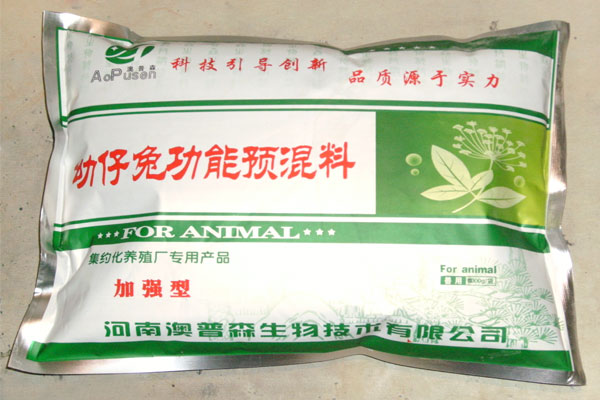 澳普森
AoPusen
科技引导创新
品质源于实力
幼仔兔功能预混料
FOR ANIMAL
集约化养殖厂专用产品
For animal
加强型
河南澳普森生物技术有限公司